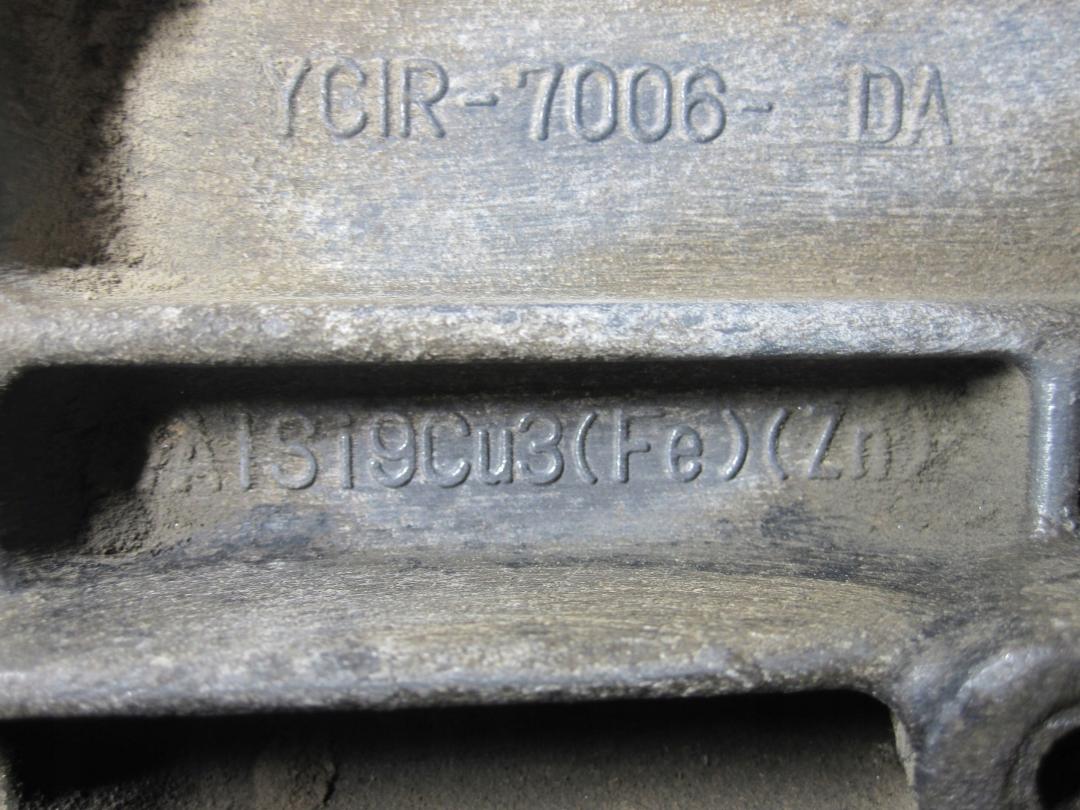 YC1R-7006- DA
AlSi9Cu3(Fe)(Zn)